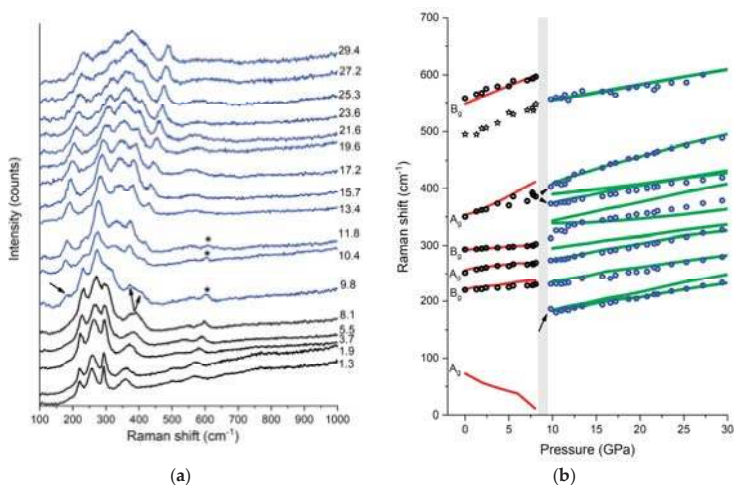 (a)
29.4
27.2
25.3
23.6
21.6
19.6
17.2
15.7
13.4
11.8
10.4
9.8
8.1
5.5
3.7
1.9
1.3
*
*
*
Intensity (counts)
100 200 300 400 500 600 700 800 900 1000
Raman shift (cm⁻¹)
(a)
(b)
700
600
500
400
300
200
100
0
Raman shift (cm⁻¹)
Bg
Ag
Bg
Ag
Bg
Ag
0 5 10 15 20 25 30
Pressure (GPa)
(b)